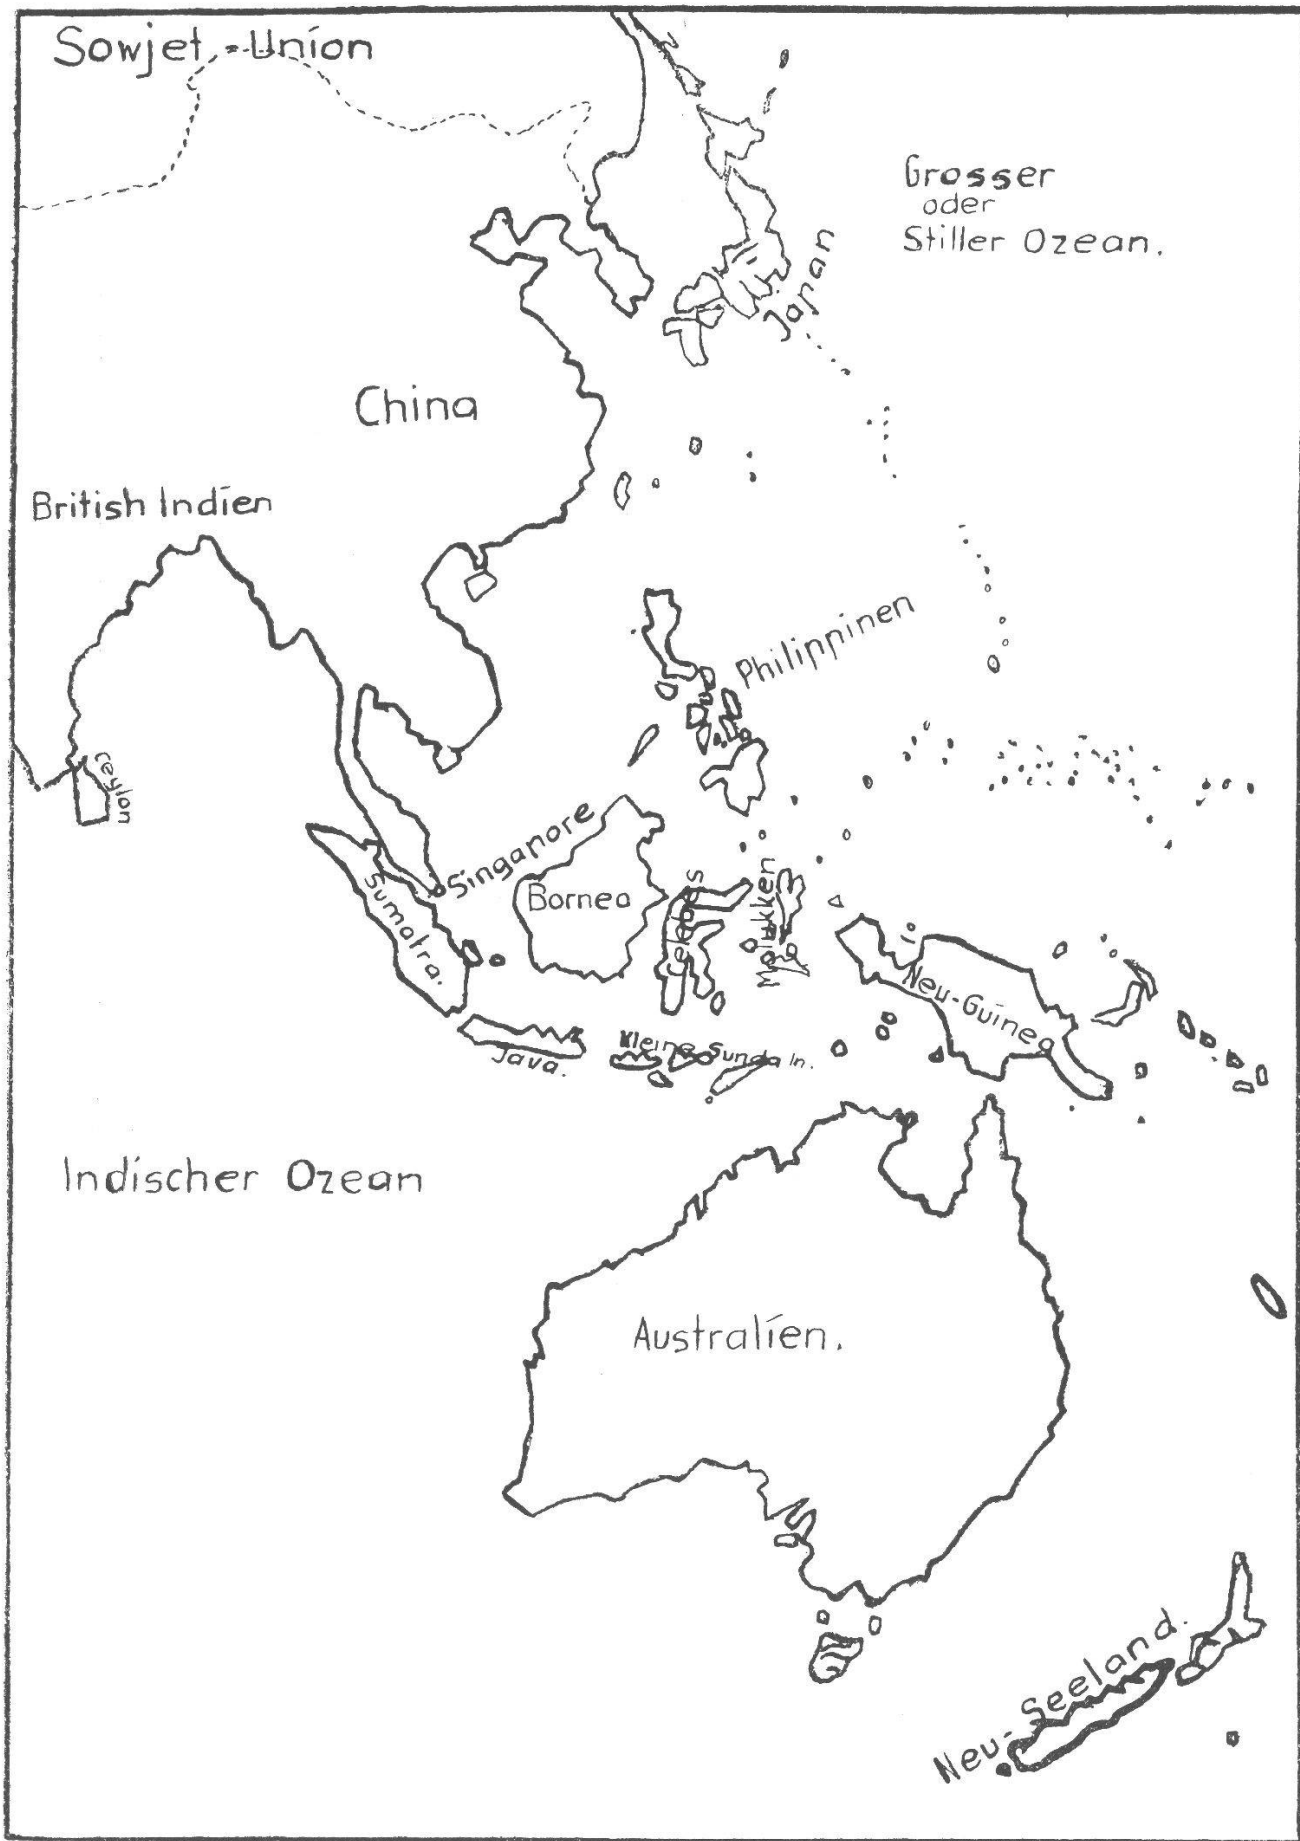 Sowjet-Union
Grosser
oder
Stiller Ozean.
Japan
China
British Indien
Philippinen
Ceylon
Singapore
Borneo
Sumatra.
Celebes
Molukken
Neu-Guinea
Java.
Kleine Sunda In.
Indischer Ozean
Australien.
Neu-Seeland.